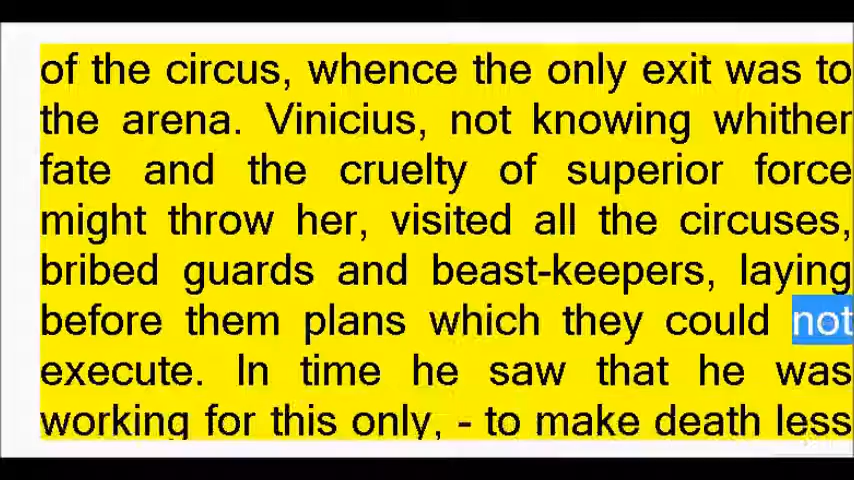 of the circus, whence the only exit was to
the arena. Vinicius, not knowing whither
fate and the cruelty of superior force
might throw her, visited all the circuses,
bribed guards and beast-keepers, laying
before them plans which they could not
execute. In time he saw that he was
working for this only, - to make death less